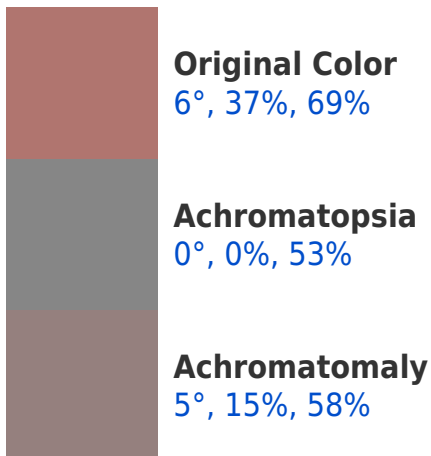 Original Color
6°, 37%, 69%
Achromatopsia
0°, 0%, 53%
Achromatomaly
5°, 15%, 58%